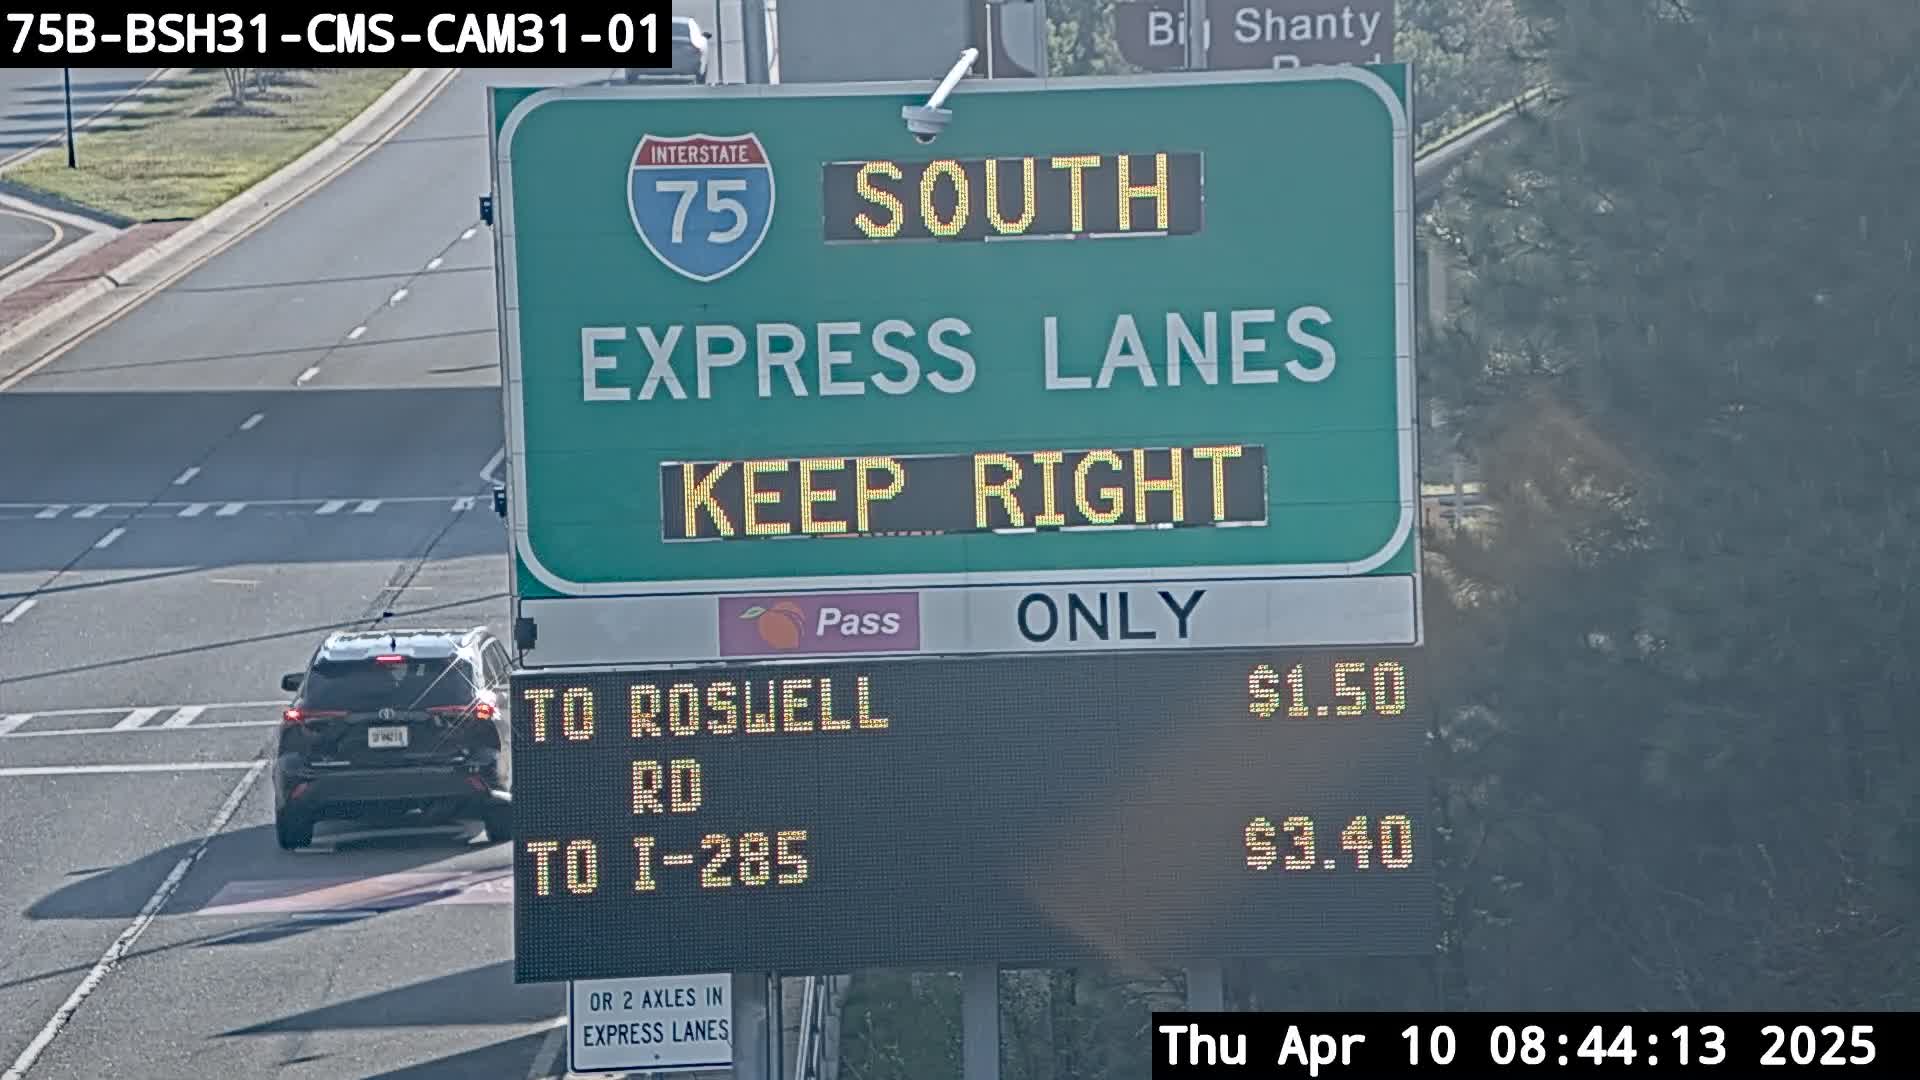 75B-BSH31-CMS-CAM31-01
Big Shanty
Road
INTERSTATE
75
SOUTH
EXPRESS LANES
KEEP RIGHT
Pass
ONLY
TO ROSWELL $1.50
RD
TO I-285 $3.40
OR 2 AXLES IN
EXPRESS LANES
Thu Apr 10 08:44:13 2025